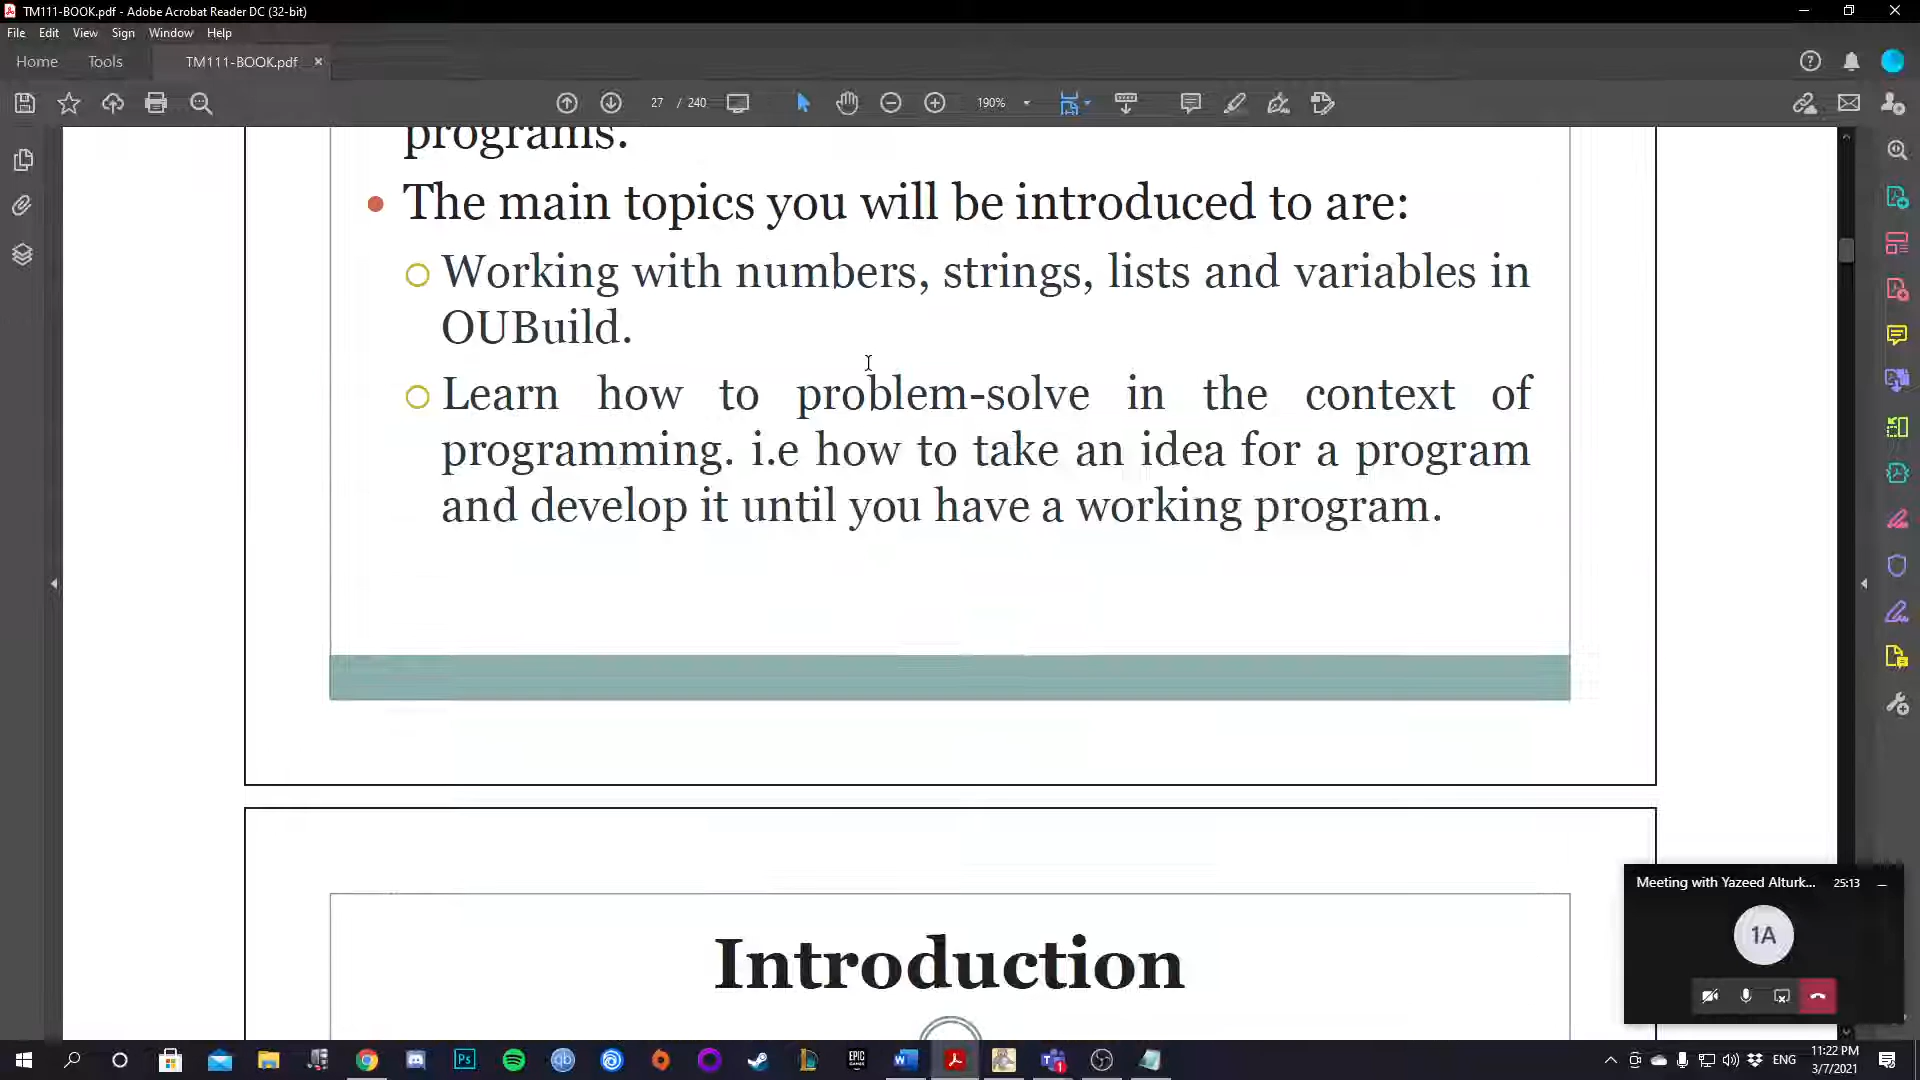 TM111-BOOK.pdf - Adobe Acrobat Reader DC (32-bit)
File Edit View Sign Window Help
Home Tools TM111-BOOK.pdf
27 / 240 190%
programs.
The main topics you will be introduced to are:
Working with numbers, strings, lists and variables in
OUBuild.
Learn how to problem-solve in the context of
programming. i.e how to take an idea for a program
and develop it until you have a working program.
Introduction
Meeting with Yazeed Alturk... 25:13
1A
Ps EPIC GAMES 1 ENG 11:22 PM
3/7/2021